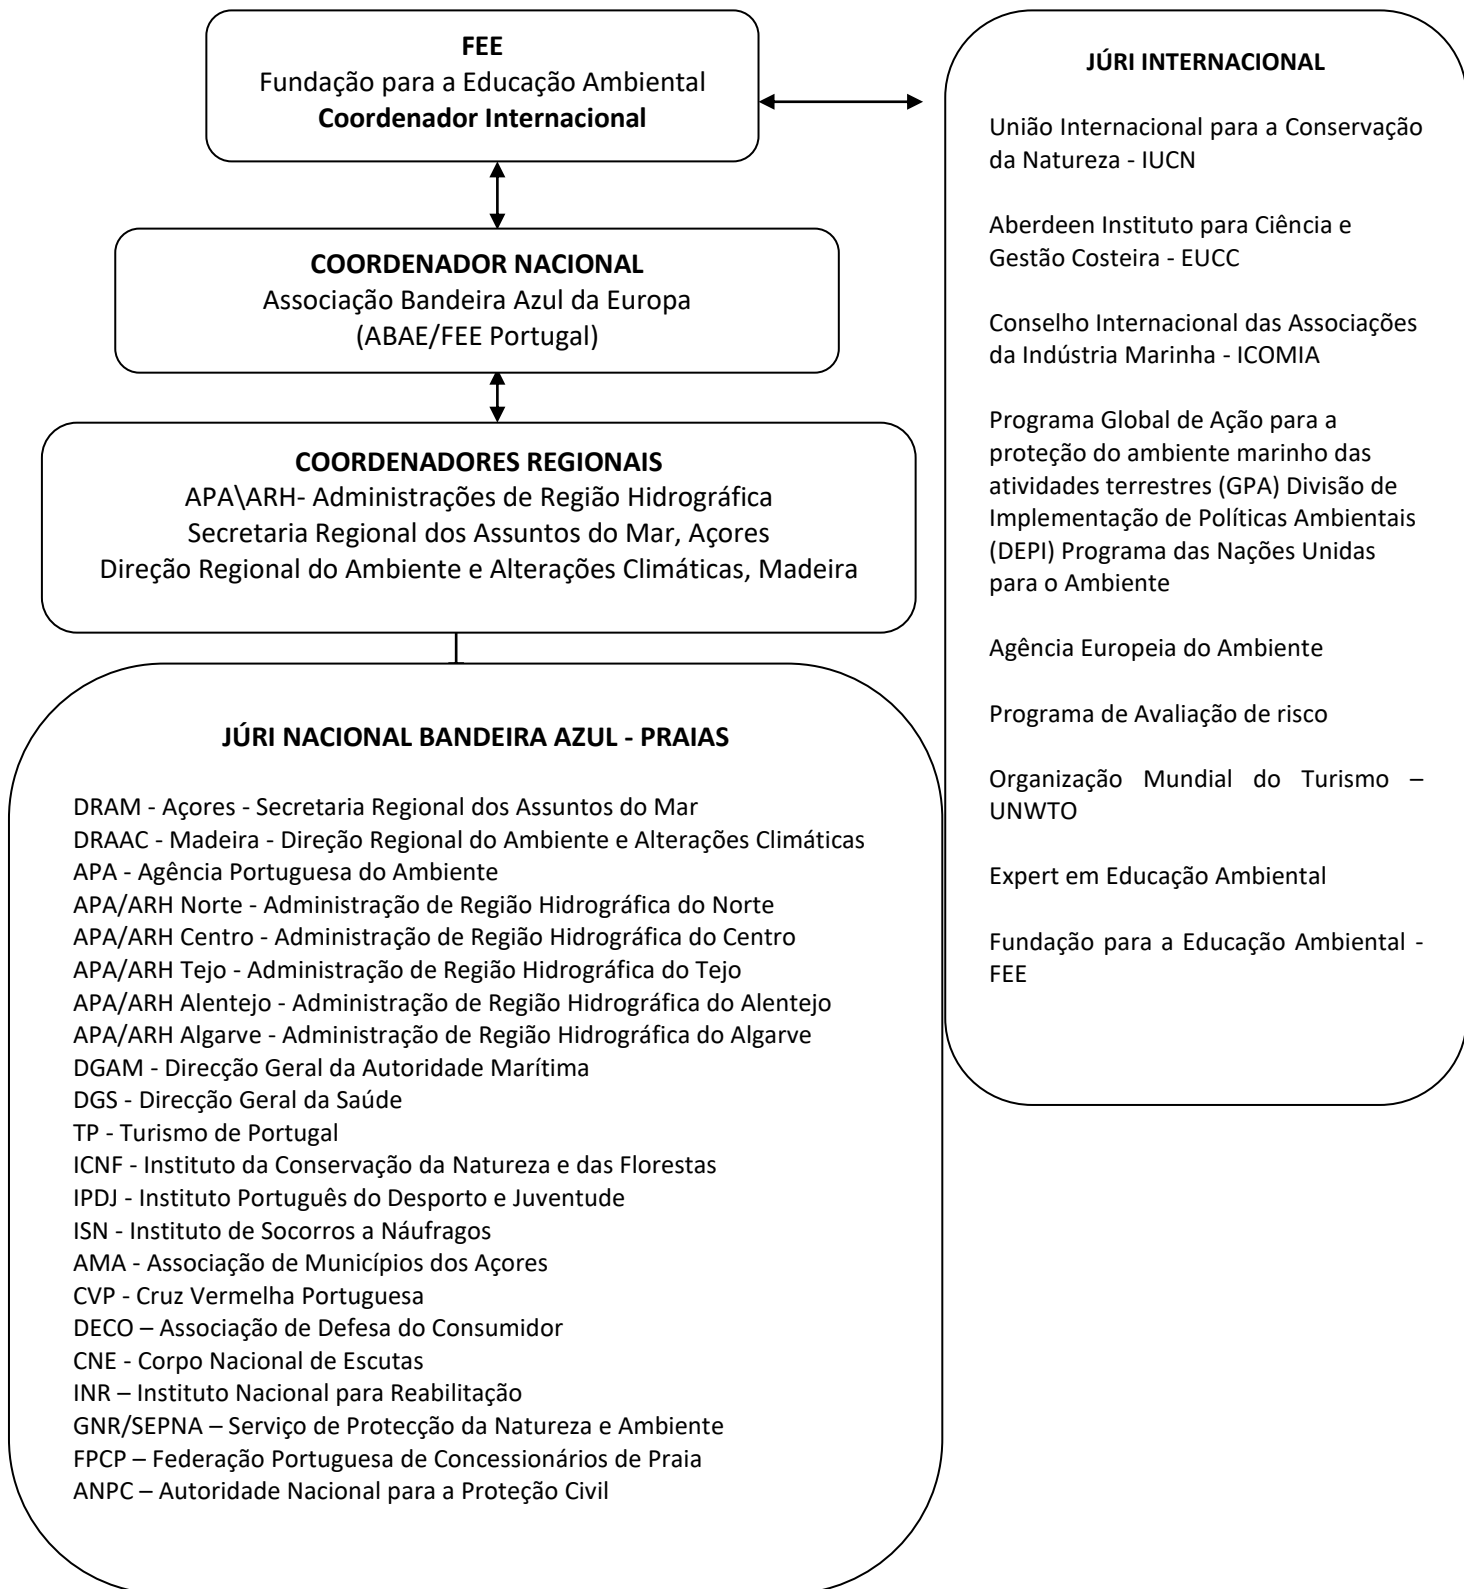 FEE
Fundação para a Educação Ambiental
Coordenador Internacional
COORDENADOR NACIONAL
Associação Bandeira Azul da Europa
(ABAE/FEE Portugal)
COORDENADORES REGIONAIS
APA\ARH- Administrações de Região Hidrográfica
Secretaria Regional dos Assuntos do Mar, Açores
Direção Regional do Ambiente e Alterações Climáticas, Madeira
JÚRI NACIONAL BANDEIRA AZUL - PRAIAS
DRAM - Açores - Secretaria Regional dos Assuntos do Mar
DRAAC - Madeira - Direção Regional do Ambiente e Alterações Climáticas
APA - Agência Portuguesa do Ambiente
APA/ARH Norte - Administração de Região Hidrográfica do Norte
APA/ARH Centro - Administração de Região Hidrográfica do Centro
APA/ARH Tejo - Administração de Região Hidrográfica do Tejo
APA/ARH Alentejo - Administração de Região Hidrográfica do Alentejo
APA/ARH Algarve - Administração de Região Hidrográfica do Algarve
DGAM - Direcção Geral da Autoridade Marítima
DGS - Direcção Geral da Saúde
TP - Turismo de Portugal
ICNF - Instituto da Conservação da Natureza e das Florestas
IPDJ - Instituto Português do Desporto e Juventude
ISN - Instituto de Socorros a Náufragos
AMA - Associação de Municípios dos Açores
CVP - Cruz Vermelha Portuguesa
DECO – Associação de Defesa do Consumidor
CNE - Corpo Nacional de Escutas
INR – Instituto Nacional para Reabilitação
GNR/SEPNA – Serviço de Protecção da Natureza e Ambiente
FPCP – Federação Portuguesa de Concessionários de Praia
ANPC – Autoridade Nacional para a Proteção Civil
JÚRI INTERNACIONAL
União Internacional para a Conservação
da Natureza - IUCN
Aberdeen Instituto para Ciência e
Gestão Costeira - EUCC
Conselho Internacional das Associações
da Indústria Marinha - ICOMIA
Programa Global de Ação para a
proteção do ambiente marinho das
atividades terrestres (GPA) Divisão de
Implementação de Políticas Ambientais
(DEPI) Programa das Nações Unidas
para o Ambiente
Agência Europeia do Ambiente
Programa de Avaliação de risco
Organização Mundial do Turismo –
UNWTO
Expert em Educação Ambiental
Fundação para a Educação Ambiental -
FEE